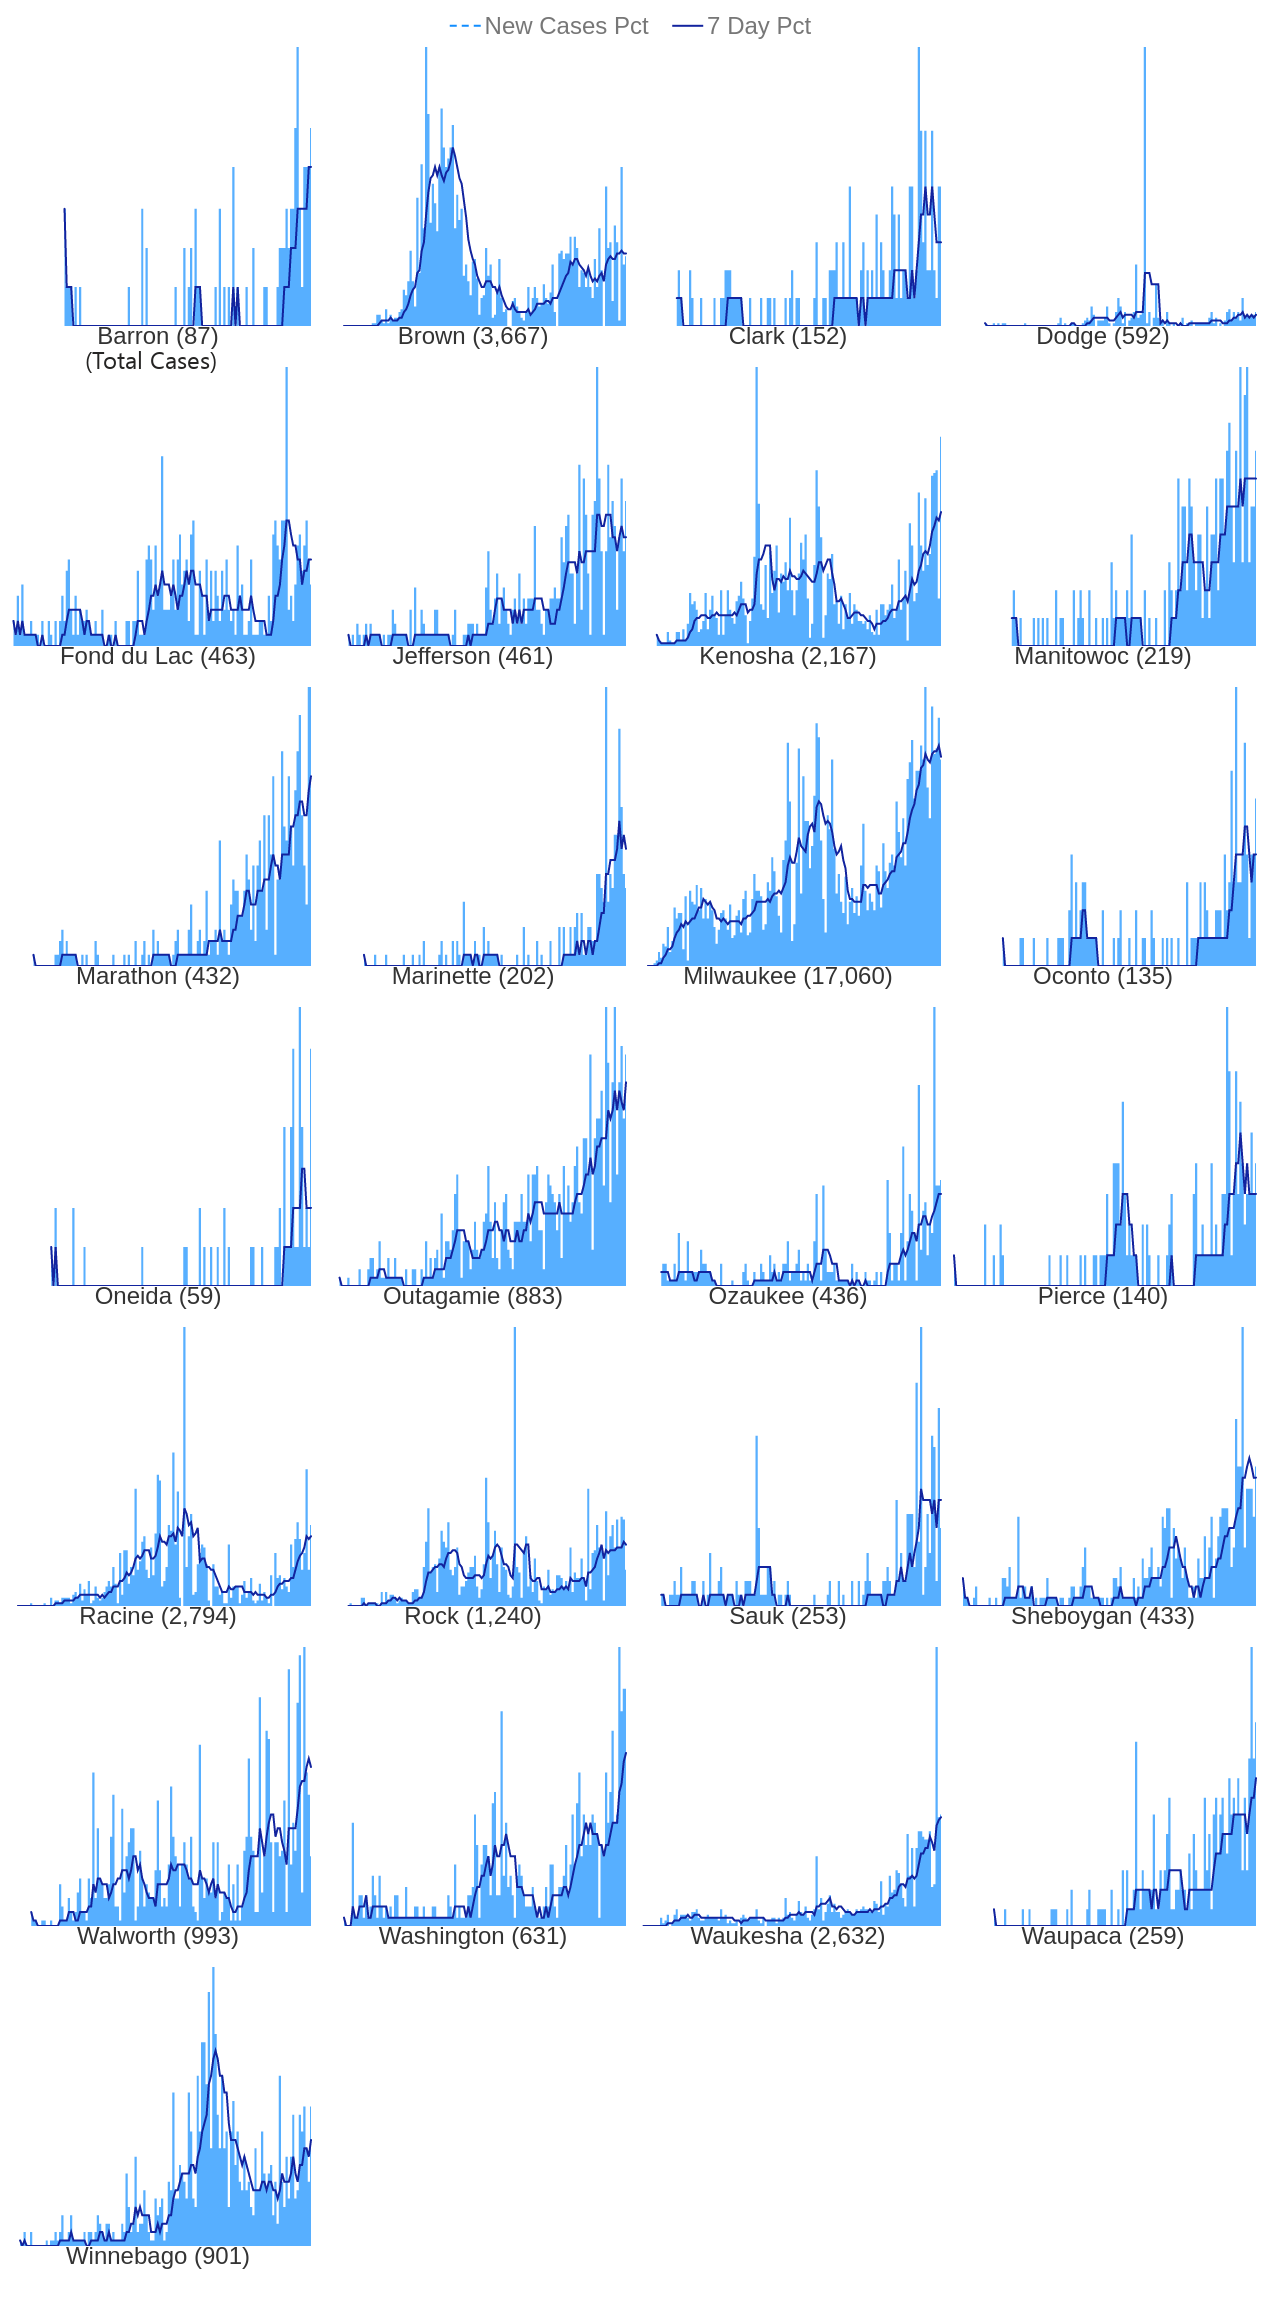 New Cases Pct 7 Day Pct
Barron (87) Brown (3,667) Clark (152) Dodge (592)
(Total Cases)
Fond du Lac (463) Jefferson (461) Kenosha (2,167) Manitowoc (219)
Marathon (432) Marinette (202) Milwaukee (17,060) Oconto (135)
Oneida (59) Outagamie (883) Ozaukee (436) Pierce (140)
Racine (2,794) Rock (1,240) Sauk (253) Sheboygan (433)
Walworth (993) Washington (631) Waukesha (2,632) Waupaca (259)
Winnebago (901)